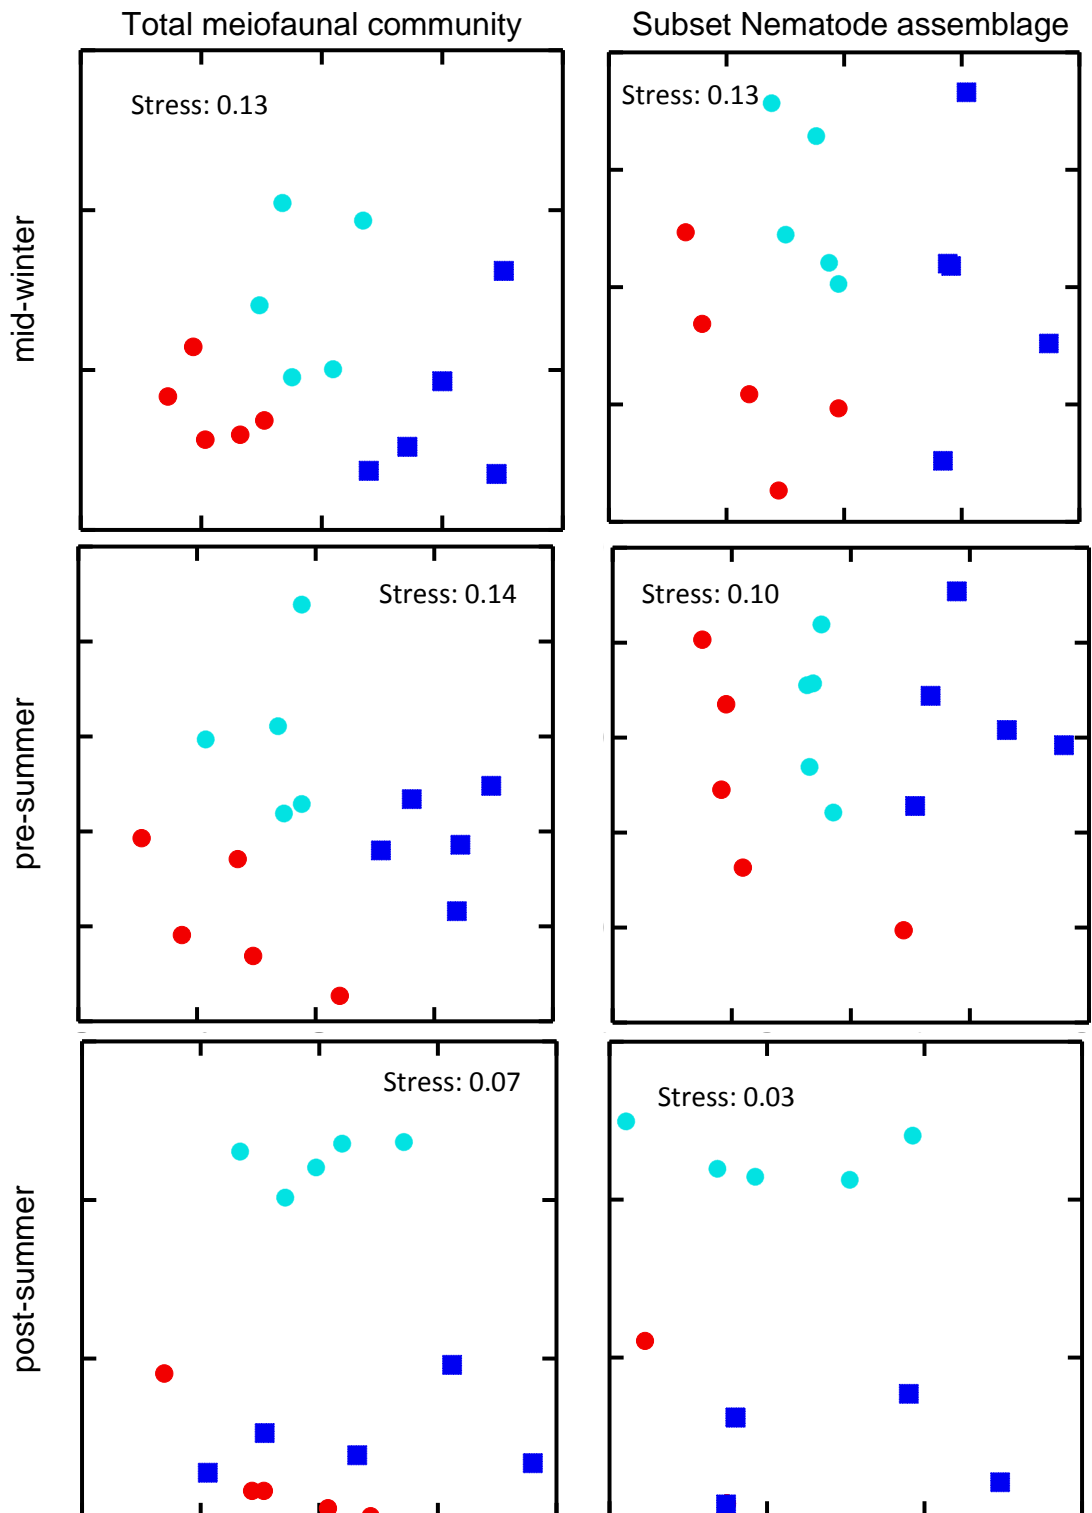 Total meiofaunal community
Subset Nematode assemblage
mid-winter
Stress: 0.13
Stress: 0.13
pre-summer
Stress: 0.14
Stress: 0.10
post-summer
Stress: 0.07
Stress: 0.03